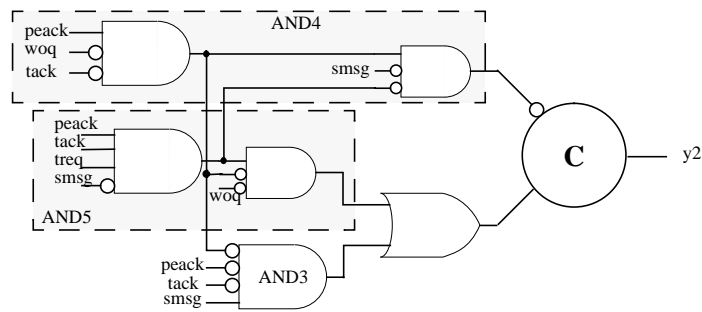 AND4
peack
woq
tack
smsg
peack
tack
treq
smsg
woq
AND5
C
y2
AND3
peack
tack
smsg